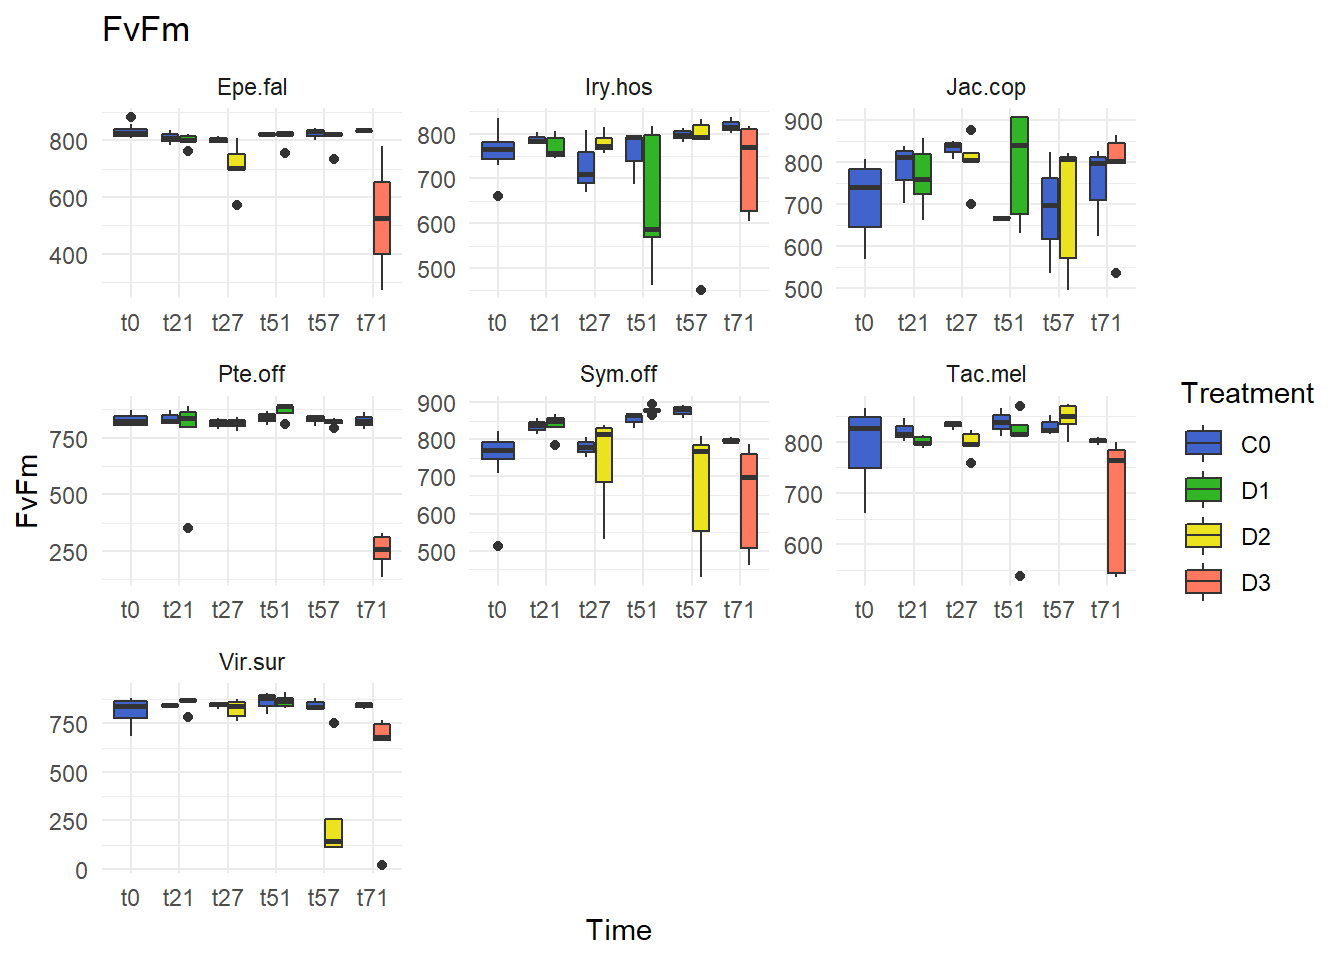 FvFm
Epe.fal Iry.hos Jac.cop
800
600
400
800
700
600
500
900
800
700
600
500
t0 t21 t27 t51 t57 t71 t0 t21 t27 t51 t57 t71 t0 t21 t27 t51 t57 t71
Pte.off Sym.off Tac.mel
750
500
250
900
800
700
600
500
800
700
600
t0 t21 t27 t51 t57 t71 t0 t21 t27 t51 t57 t71 t0 t21 t27 t51 t57 t71
Vir.sur
750
500
250
0
t0 t21 t27 t51 t57 t71
FvFm
Time
Treatment
C0
D1
D2
D3